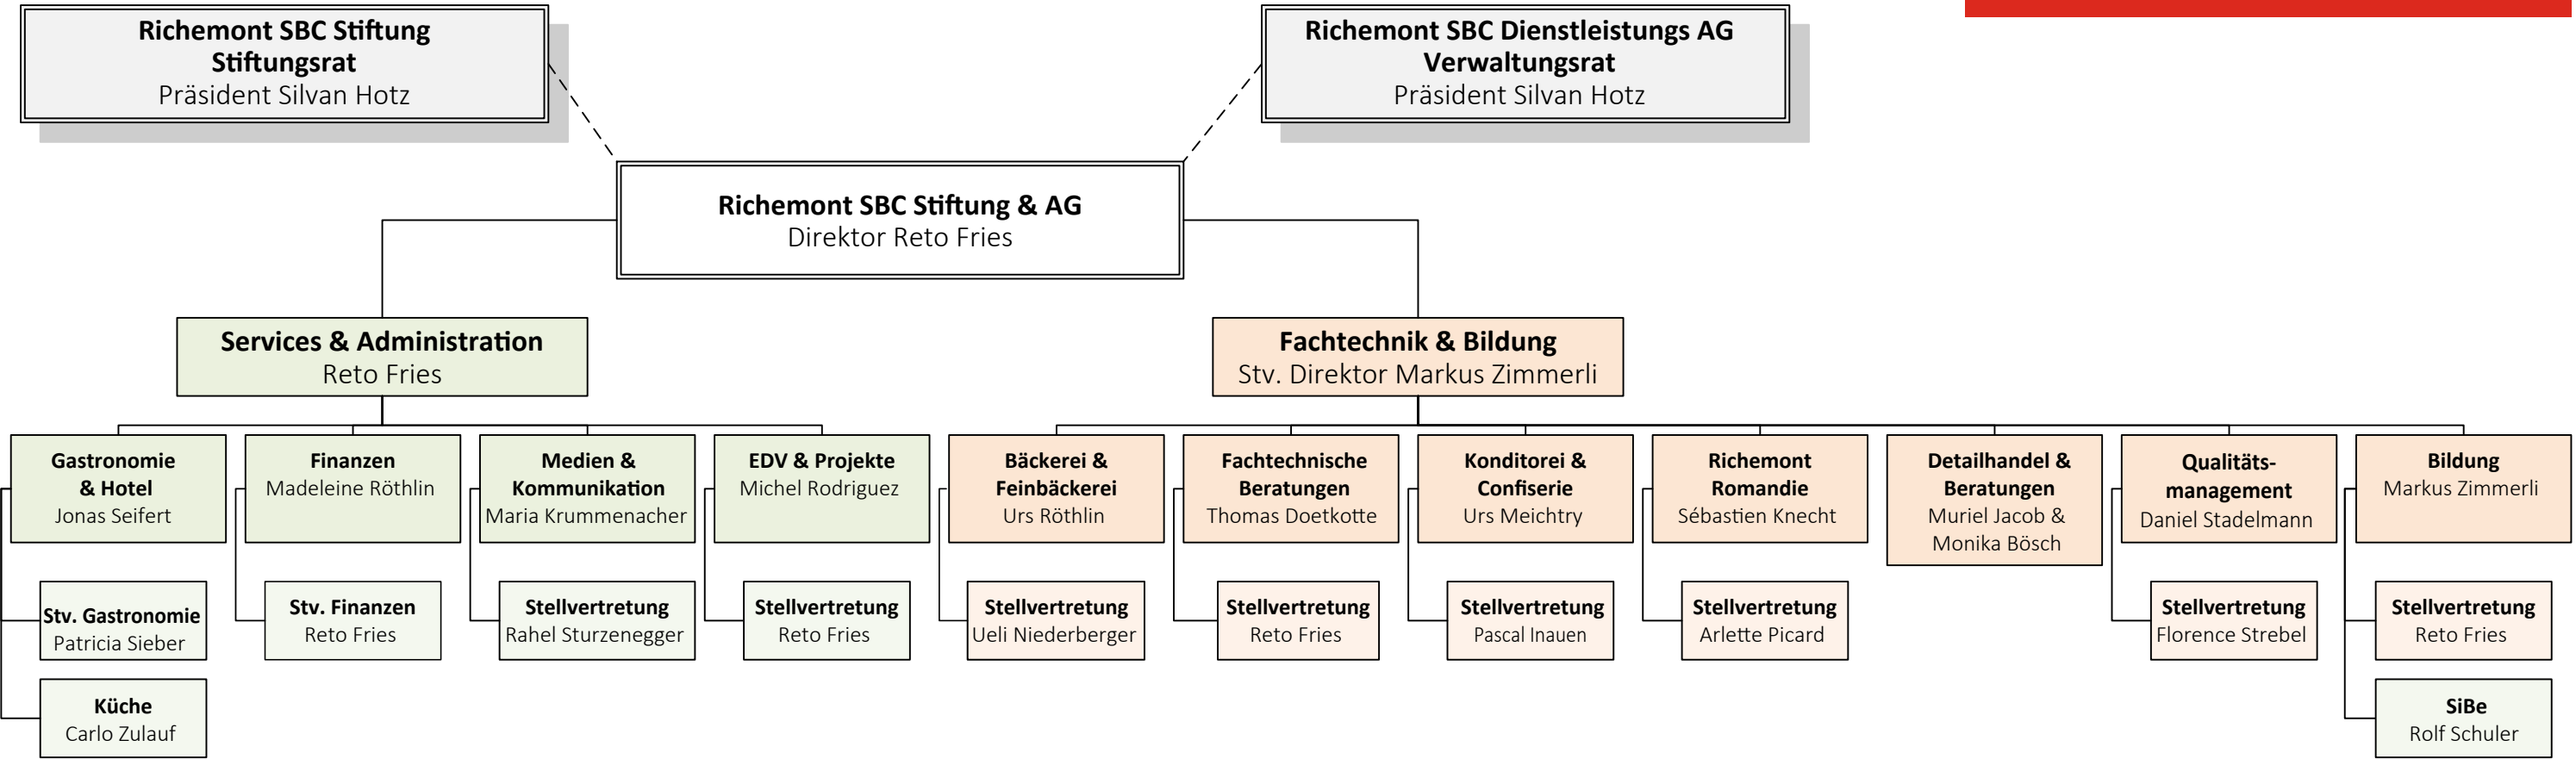 Richemont SBC Stiftung
Stiftungsrat
Präsident Silvan Hotz
Richemont SBC Dienstleistungs AG
Verwaltungsrat
Präsident Silvan Hotz
Richemont SBC Stiftung & AG
Direktor Reto Fries
Services & Administration
Reto Fries
Fachtechnik & Bildung
Stv. Direktor Markus Zimmerli
Gastronomie
& Hotel
Jonas Seifert
Finanzen
Madeleine Röthlin
Medien &
Kommunikation
Maria Krummenacher
EDV & Projekte
Michel Rodriguez
Bäckerei &
Feinbäckerei
Urs Röthlin
Fachtechnische
Beratungen
Thomas Doetkotte
Konditorei &
Confiserie
Urs Meichtry
Richemont
Romandie
Sébastien Knecht
Detailhandel &
Beratungen
Muriel Jacob &
Monika Bösch
Qualitäts-
management
Daniel Stadelmann
Bildung
Markus Zimmerli
Stv. Gastronomie
Patricia Sieber
Stv. Finanzen
Reto Fries
Stellvertretung
Rahel Sturzenegger
Stellvertretung
Reto Fries
Stellvertretung
Ueli Niederberger
Stellvertretung
Reto Fries
Stellvertretung
Pascal Inauen
Stellvertretung
Arlette Picard
Stellvertretung
Florence Strebel
Stellvertretung
Reto Fries
Küche
Carlo Zulauf
SiBe
Rolf Schuler